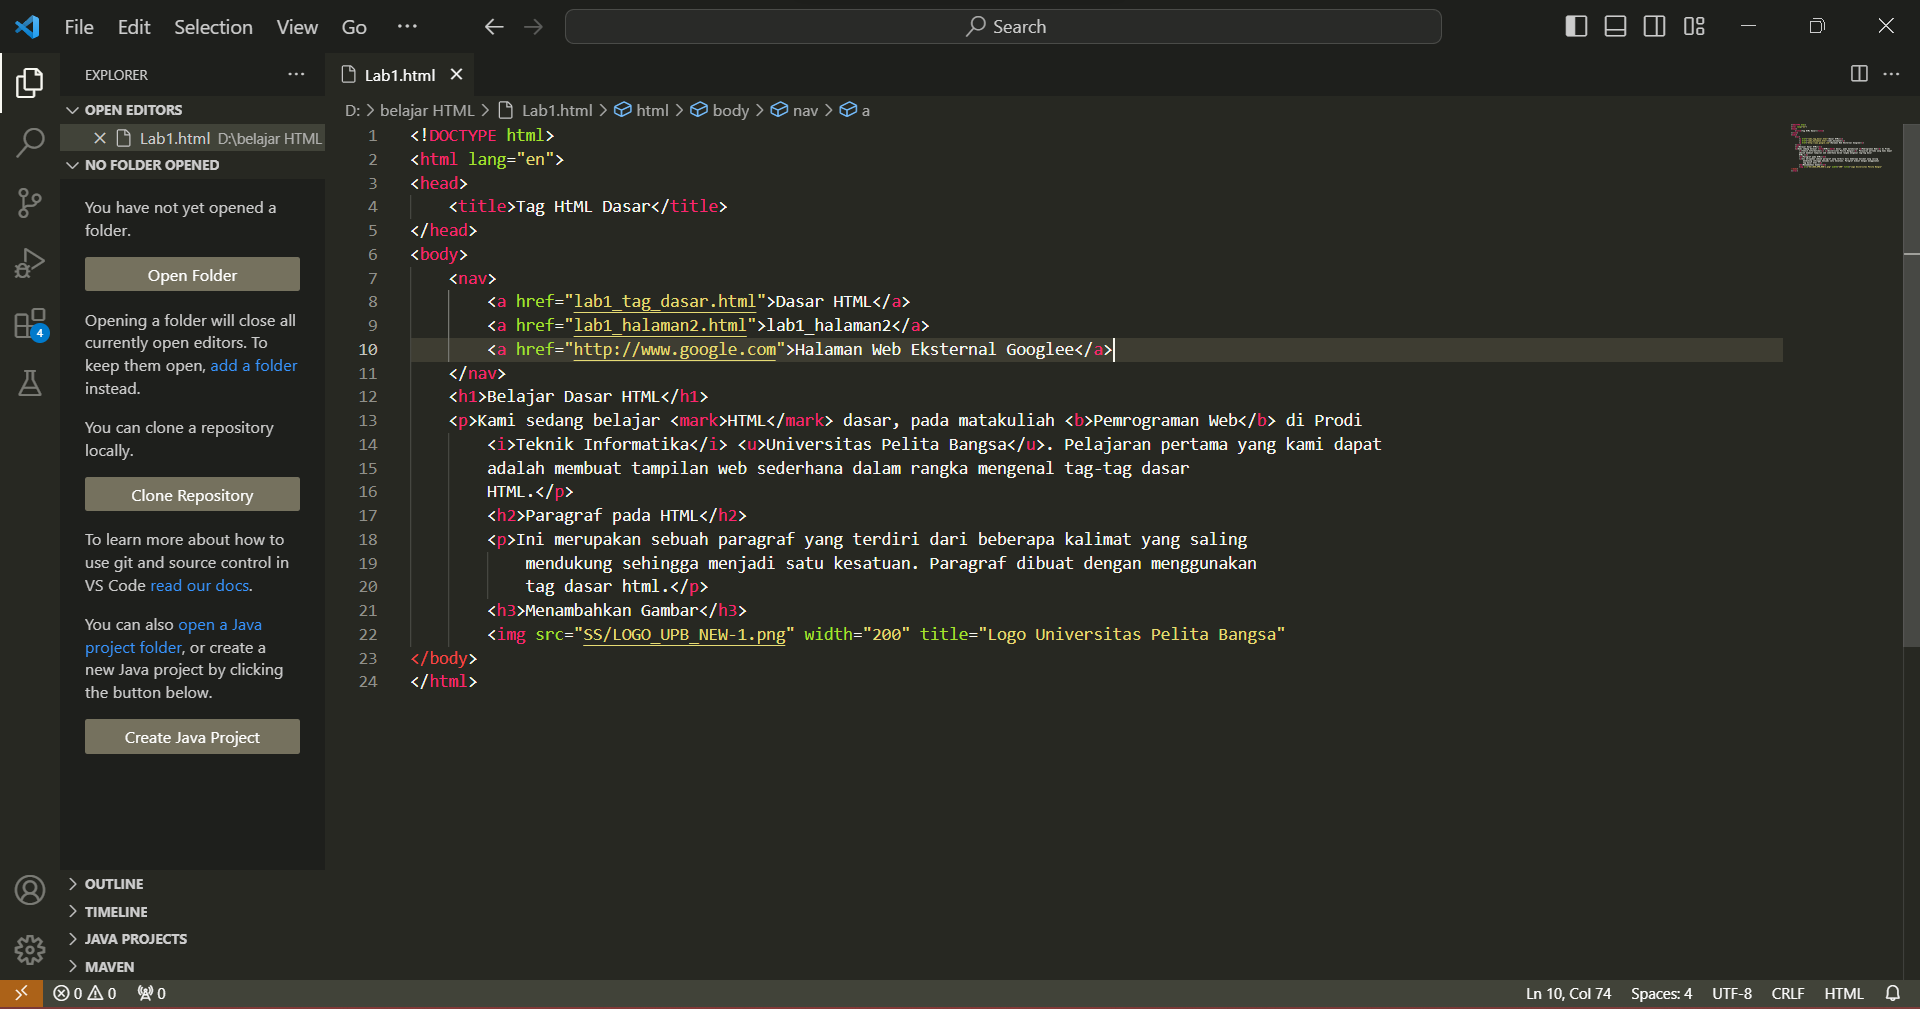 File Edit Selection View Go ··· Search
EXPLORER ···
Lab1.html
OPEN EDITORS
Lab1.html D:\belajar HTML
NO FOLDER OPENED
You have not yet opened a
folder.
Open Folder
Opening a folder will close all
currently open editors. To
keep them open, add a folder
instead.
You can clone a repository
locally.
Clone Repository
To learn more about how to
use git and source control in
VS Code read our docs.
You can also open a Java
project folder, or create a
new Java project by clicking
the button below.
Create Java Project
4
OUTLINE
TIMELINE
JAVA PROJECTS
MAVEN
D: > belajar HTML > Lab1.html > html > body > nav > a
1 <!DOCTYPE html>
2 <html lang="en">
3 <head>
4 <title>Tag HtML Dasar</title>
5 </head>
6 <body>
7 <nav>
8 <a href="lab1_tag_dasar.html">Dasar HTML</a>
9 <a href="lab1_halaman2.html">lab1_halaman2</a>
10 <a href="http://www.google.com">Halaman Web Eksternal Googlee</a>
11 </nav>
12 <h1>Belajar Dasar HTML</h1>
13 <p>Kami sedang belajar <mark>HTML</mark> dasar, pada matakuliah <b>Pemrograman Web</b> di Prodi
14 <i>Teknik Informatika</i> <u>Universitas Pelita Bangsa</u>. Pelajaran pertama yang kami dapat
15 adalah membuat tampilan web sederhana dalam rangka mengenal tag-tag dasar
16 HTML.</p>
17 <h2>Paragraf pada HTML</h2>
18 <p>Ini merupakan sebuah paragraf yang terdiri dari beberapa kalimat yang saling
19 mendukung sehingga menjadi satu kesatuan. Paragraf dibuat dengan menggunakan
20 tag dasar html.</p>
21 <h3>Menambahkan Gambar</h3>
22 <img src="SS/LOGO_UPB_NEW-1.png" width="200" title="Logo Universitas Pelita Bangsa"
23 </body>
24 </html>
0 0 0 Ln 10, Col 74 Spaces: 4 UTF-8 CRLF HTML